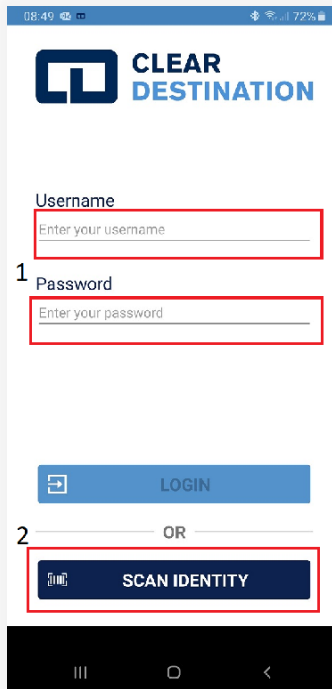 08:49 72%
CLEAR
DESTINATION
Username
Enter your username
1
Password
Enter your password
LOGIN
2
OR
SCAN IDENTITY